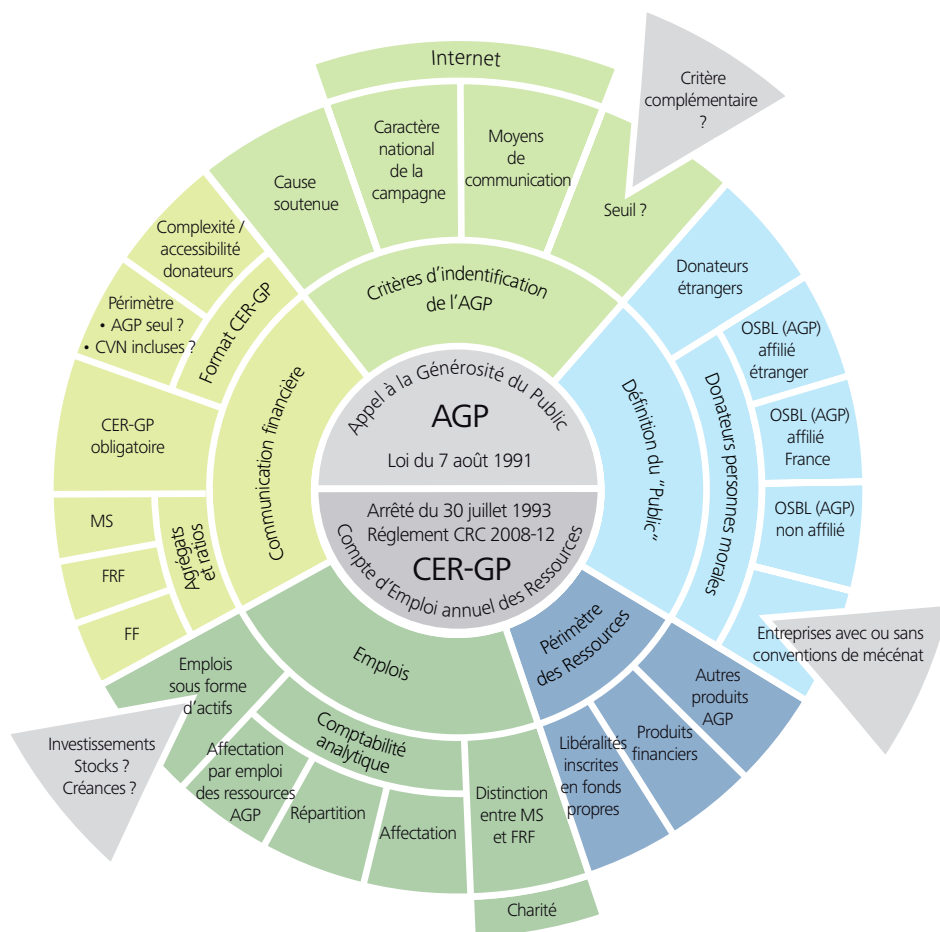 Internet
Critère
complémentaire
?
Caractère
national
de la
campagne
Moyens
de
communication
Cause
soutenue
Seuil ?
Critères d'indentification
de l'AGP
Complexité /
accessibilité
donateurs
Périmètre
• AGP seul ?
• CVN incluses ?
Format CER-GP
CER-GP
obligatoire
Communication financière
MS
FRF
FF
Agrégats
et ratios
Appel à la Générosité du Public
AGP
Loi du 7 août 1991
Arrêté du 30 juillet 1993
Réglement CRC 2008-12
CER-GP
Compte d'Emploi annuel des Ressources
Donateurs
étrangers
Définition du "Public"
Donateurs personnes morales
OSBL (AGP)
affilié
étranger
OSBL (AGP)
affilié
France
OSBL (AGP)
non affilié
Entreprises avec ou sans
conventions de mécénat
Périmètre
des Ressources
Autres
produits
AGP
Produits
financiers
Libéralités
inscrites
en fonds
propres
Emplois
Emplois
sous forme
d'actifs
Investissements
Stocks ?
Créances ?
Comptabilité
analytique
Affectation
par emploi
des ressources
AGP
Répartition
Affectation
Distinction
entre MS
et FRF
Charité